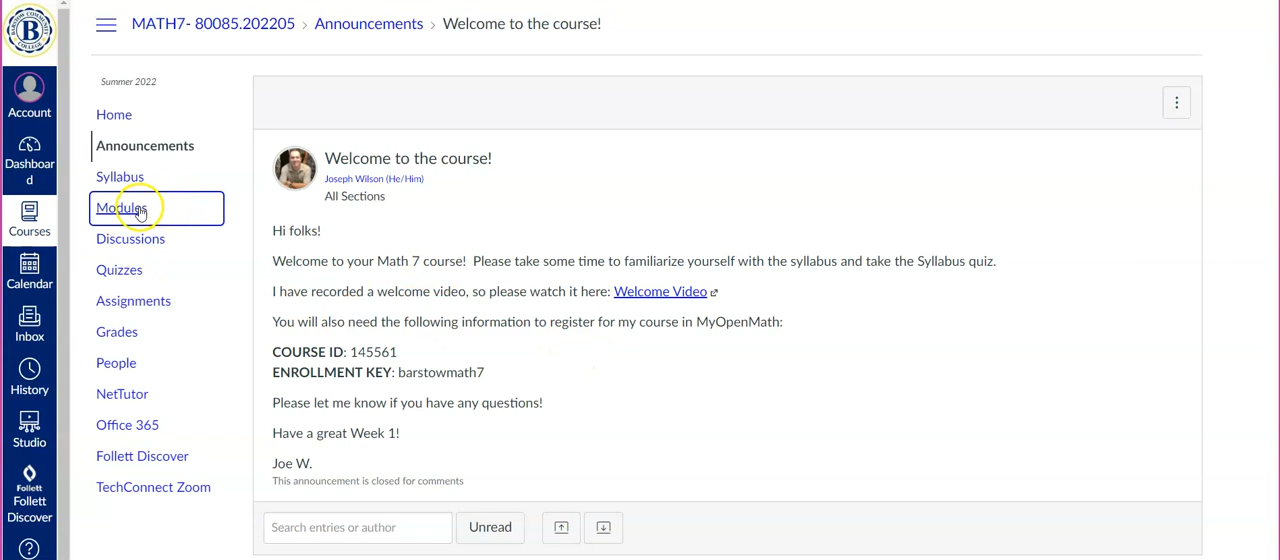 BARSTOW COMMUNITY COLLEGE
B
MATH7- 80085.202205 › Announcements › Welcome to the course!
Account
Dashboar
d
Courses
Calendar
Inbox
History
Studio
Follett
Follett
Discover
Summer 2022
Home
Announcements
Syllabus
Modules
Discussions
Quizzes
Assignments
Grades
People
NetTutor
Office 365
Follett Discover
TechConnect Zoom
Welcome to the course!
Joseph Wilson (He/Him)
All Sections
Hi folks!
Welcome to your Math 7 course! Please take some time to familiarize yourself with the syllabus and take the Syllabus quiz.
I have recorded a welcome video, so please watch it here: Welcome Video
You will also need the following information to register for my course in MyOpenMath:
COURSE ID: 145561
ENROLLMENT KEY: barstowmath7
Please let me know if you have any questions!
Have a great Week 1!
Joe W.
This announcement is closed for comments
Search entries or author
Unread